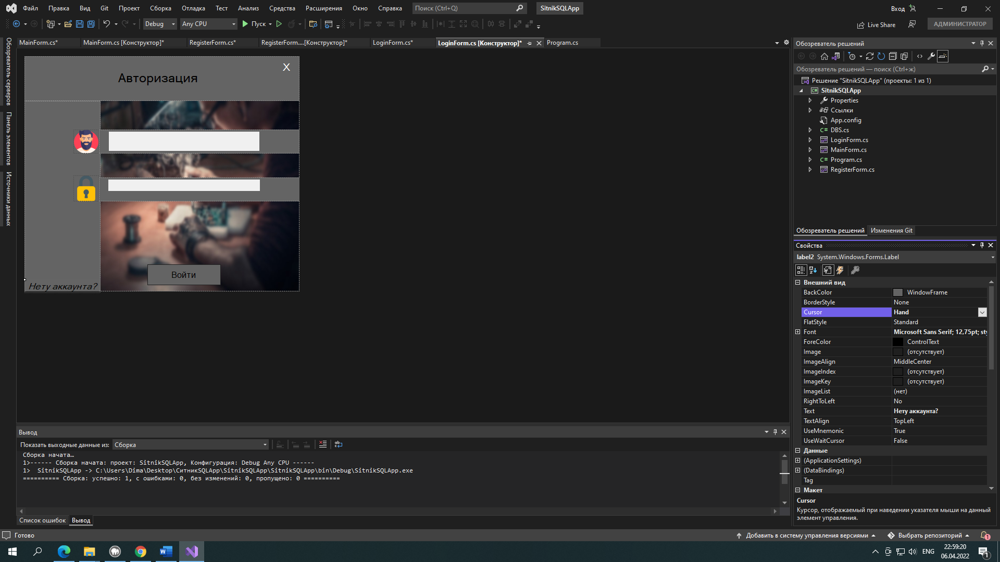 Файл Правка Вид Git Проект Сборка Отладка Тест Анализ Средства Расширения Окно Справка Поиск (Ctrl+Q) SitnikSQLApp Вход
Debug Any CPU Пуск Live Share АДМИНИСТРАТОР
MainForm.cs* MainForm.cs [Конструктор]* RegisterForm.cs* RegisterForm....[Конструктор]* LoginForm.cs* LoginForm.cs [Конструктор]* Program.cs
Обозреватель серверов
Панель элементов
Источники данных
X
Авторизация
Войти
Нету аккаунта?
Обозреватель решений
Обозреватель решений — поиск (Ctrl+ж)
Решение "SitnikSQLApp" (проекты: 1 из 1)
SitnikSQLApp
Properties
Ссылки
App.config
DBS.cs
LoginForm.cs
MainForm.cs
Program.cs
RegisterForm.cs
Обозреватель решений Изменения Git
Свойства
label2 System.Windows.Forms.Label
Внешний вид
BackColor WindowFrame
BorderStyle None
Cursor Hand
FlatStyle Standard
Font Microsoft Sans Serif; 12,75pt; sty
ForeColor ControlText
Image (отсутствует)
ImageAlign MiddleCenter
ImageIndex (отсутствует)
ImageKey (отсутствует)
ImageList (нет)
RightToLeft No
Text Нету аккаунта?
TextAlign TopLeft
UseMnemonic True
UseWaitCursor False
Данные
(ApplicationSettings)
(DataBindings)
Tag
Макет
Cursor
Курсор, отображаемый при наведении указателя мыши на данный
элемент управления.
Вывод
Показать выходные данные из: Сборка
Сборка начата…
1>------ Сборка начата: проект: SitnikSQLApp, Конфигурация: Debug Any CPU ------
1>  SitnikSQLApp -> C:\Users\Dima\Desktop\СитникSQLApp\SitnikSQLApp\SitnikSQLApp\bin\Debug\SitnikSQLApp.exe
========== Сборка: успешно: 1, с ошибками: 0, без изменений: 0, пропущено: 0 ==========
Список ошибок Вывод
Готово Добавить в систему управления версиями Выбрать репозиторий 1
ENG 22:59:20
06.04.2022 1